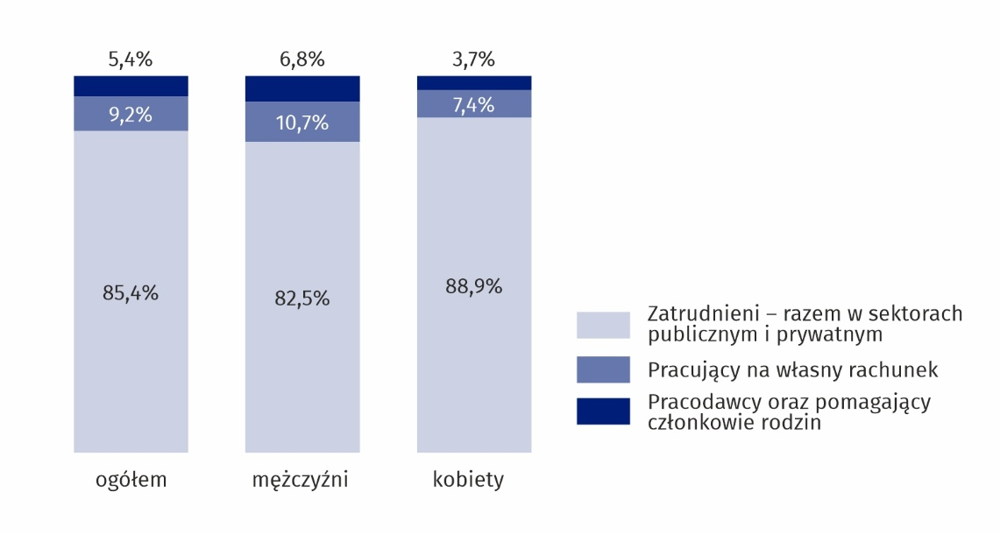 5,4%
6,8%
3,7%
9,2%
10,7%
7,4%
85,4%
82,5%
88,9%
ogółem
mężczyźni
kobiety
Zatrudnieni – razem w sektorach
publicznym i prywatnym
Pracujący na własny rachunek
Pracodawcy oraz pomagający
członkowie rodzin